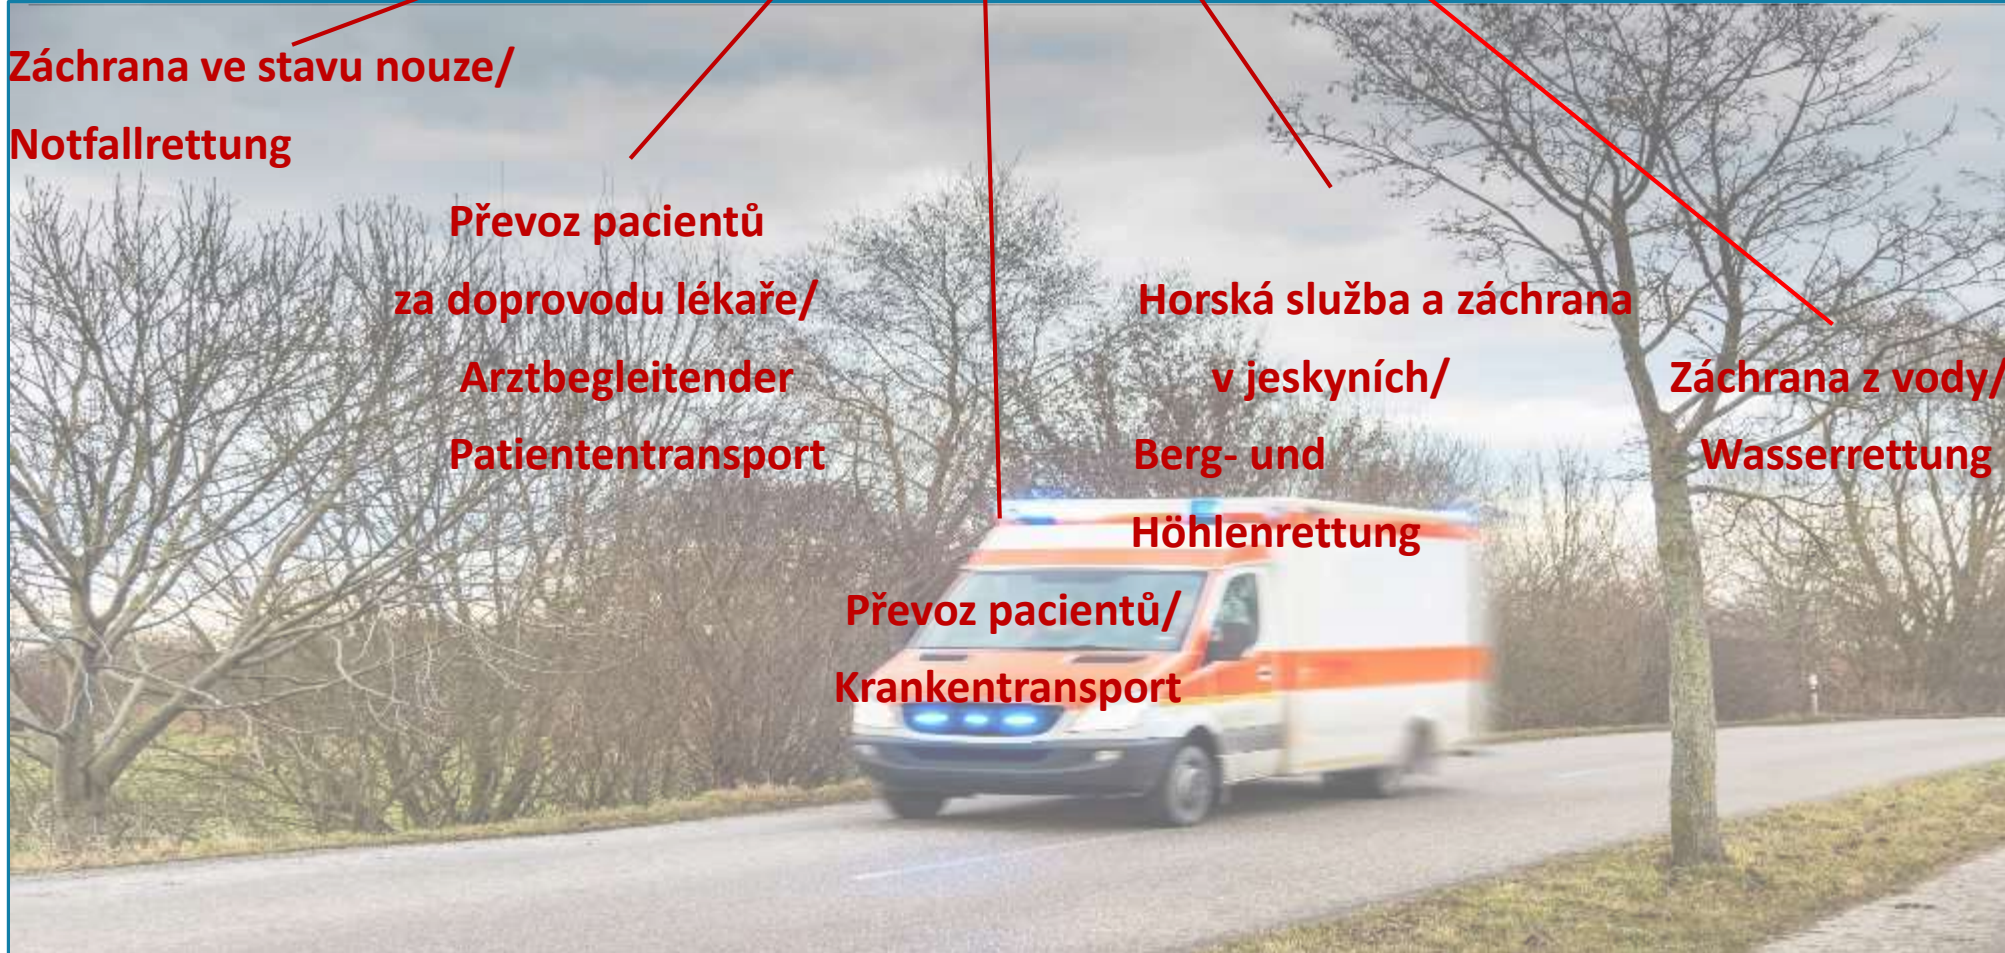 Záchrana ve stavu nouze/
Notfallrettung
Převoz pacientů
za doprovodu lékaře/
Arztbegleitender
Patiententransport
Převoz pacientů/
Krankentransport
Horská služba a záchrana
v jeskyních/
Berg- und
Höhlenrettung
Záchrana z vody/
Wasserrettung